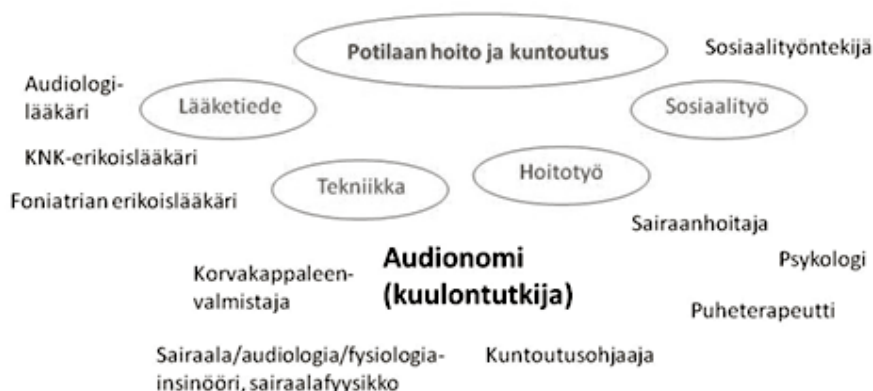 Potilaan hoito ja kuntoutus
Sosiaalityöntekijä
Audiologi-
lääkäri
Lääketiede
Sosiaalityö
KNK-erikoislääkäri
Tekniikka
Hoitotyö
Foniatrian erikoislääkäri
Sairaanhoitaja
Audionomi
(kuulontutkija)
Psykologi
Korvakappaleen-
valmistaja
Puheterapeutti
Sairaala/audiologia/fysiologia-
insinööri, sairaalafyysikko
Kuntoutusohjaaja